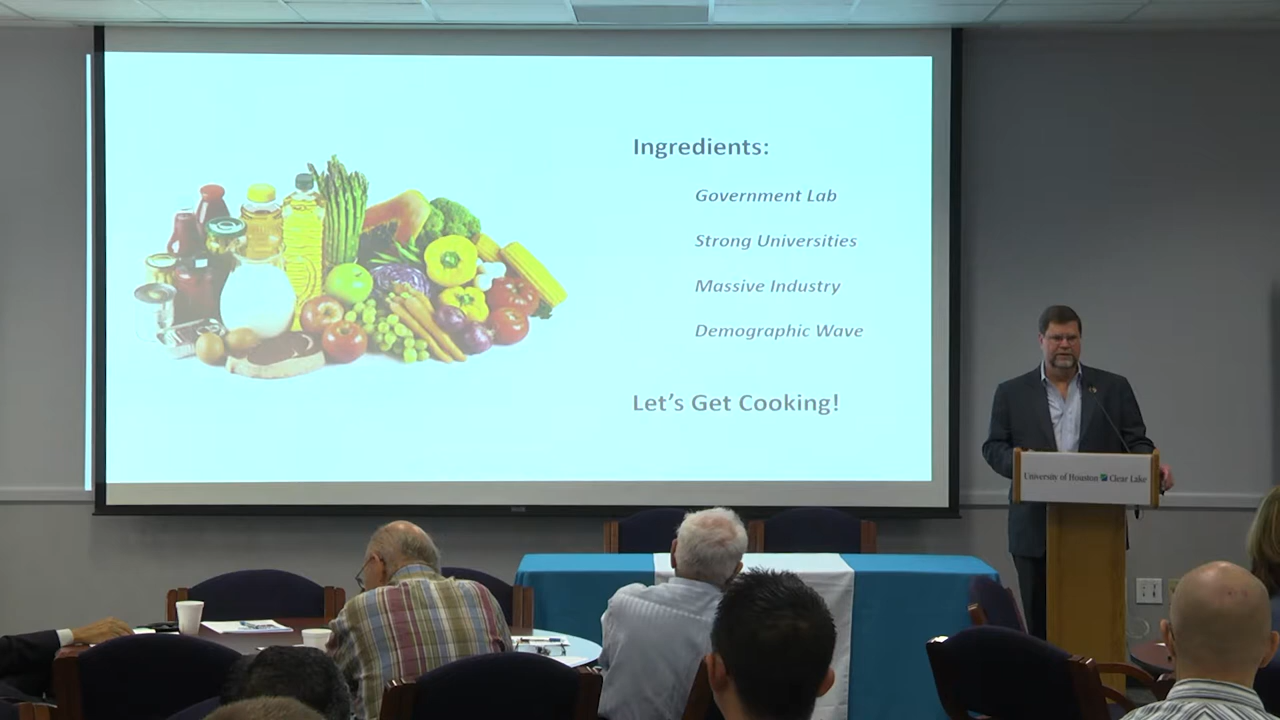 Ingredients:
Government Lab
Strong Universities
Massive Industry
Demographic Wave
Let's Get Cooking!
University of Houston Clear Lake